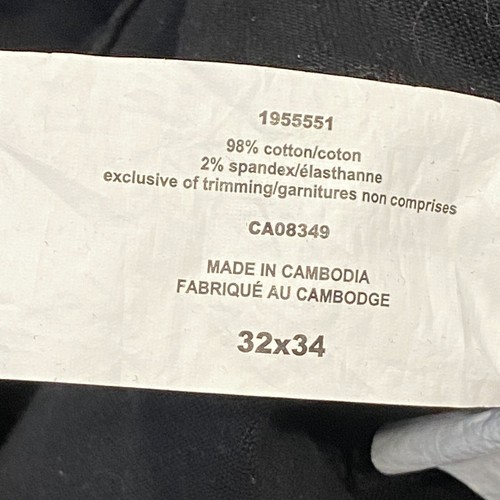 1955551
98% cotton/coton
2% spandex/élasthanne
exclusive of trimming/garnitures non comprises
CA08349
MADE IN CAMBODIA
FABRIQUÉ AU CAMBODGE
32x34